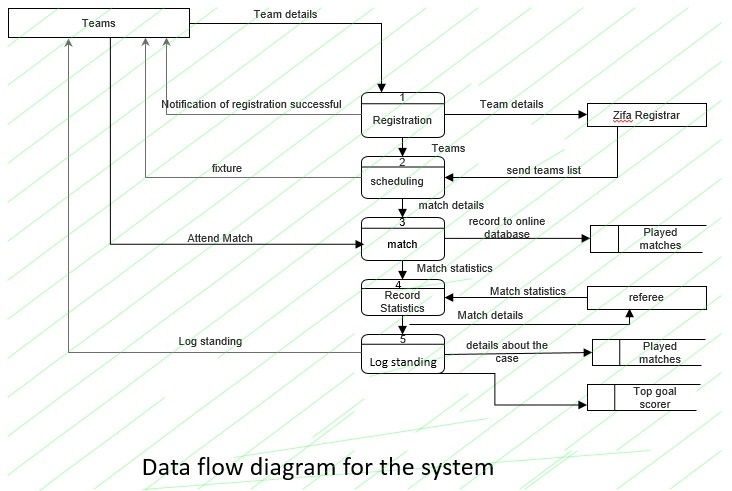 Teams
Team details
1
Registration
Notification of registration successful
Team details
Zifa Registrar
Teams
2
scheduling
fixture
send teams list
match details
3
match
Attend Match
record to online
database
Played
matches
Match statistics
4
Record
Statistics
Match statistics
referee
Match details
5
Log standing
Log standing
details about the
case
Played
matches
Top goal
scorer
Data flow diagram for the system